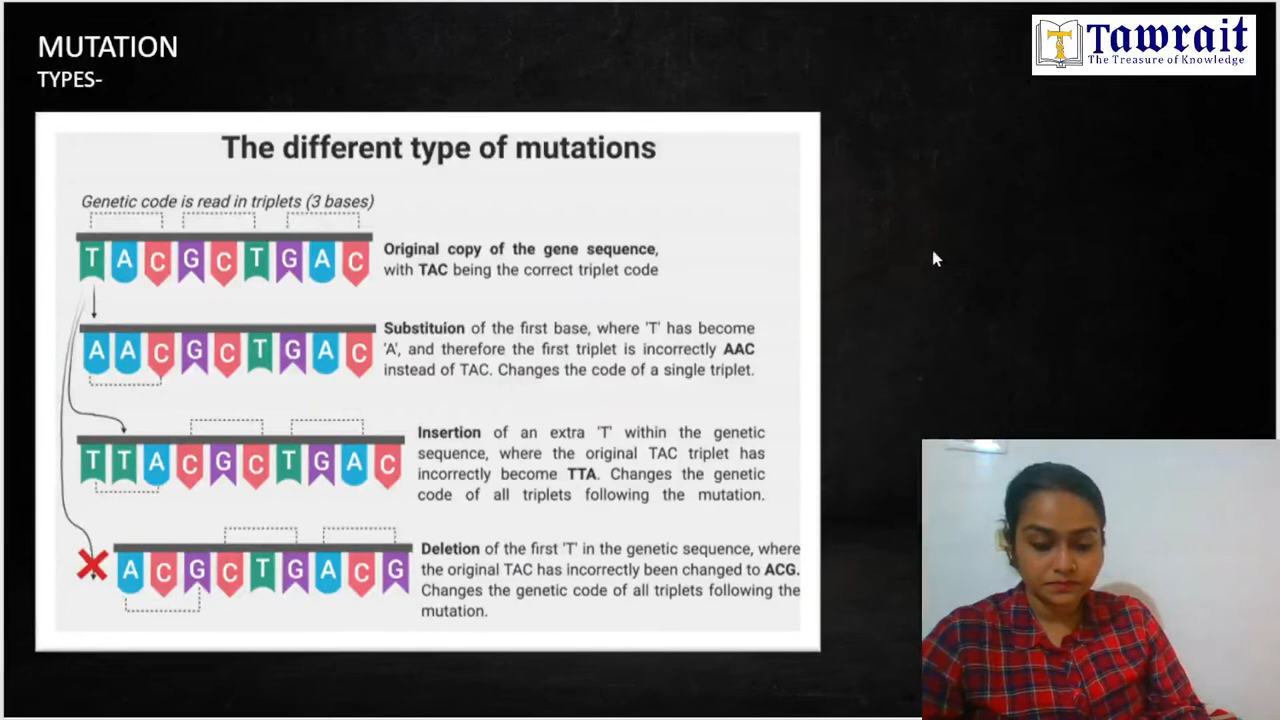 MUTATION
TYPES-
Tawrait
The Treasure of Knowledge
The different type of mutations
Genetic code is read in triplets (3 bases)
T A C G C T G A C
Original copy of the gene sequence,
with TAC being the correct triplet code
A A C G C T G A C
Substituion of the first base, where 'T' has become
'A', and therefore the first triplet is incorrectly AAC
instead of TAC. Changes the code of a single triplet.
T T A C G C T G A C
Insertion of an extra 'T' within the genetic
sequence, where the original TAC triplet has
incorrectly become TTA. Changes the genetic
code of all triplets following the mutation.
A C G C T G A C G
Deletion of the first 'T' in the genetic sequence, where
the original TAC has incorrectly been changed to ACG.
Changes the genetic code of all triplets following the
mutation.